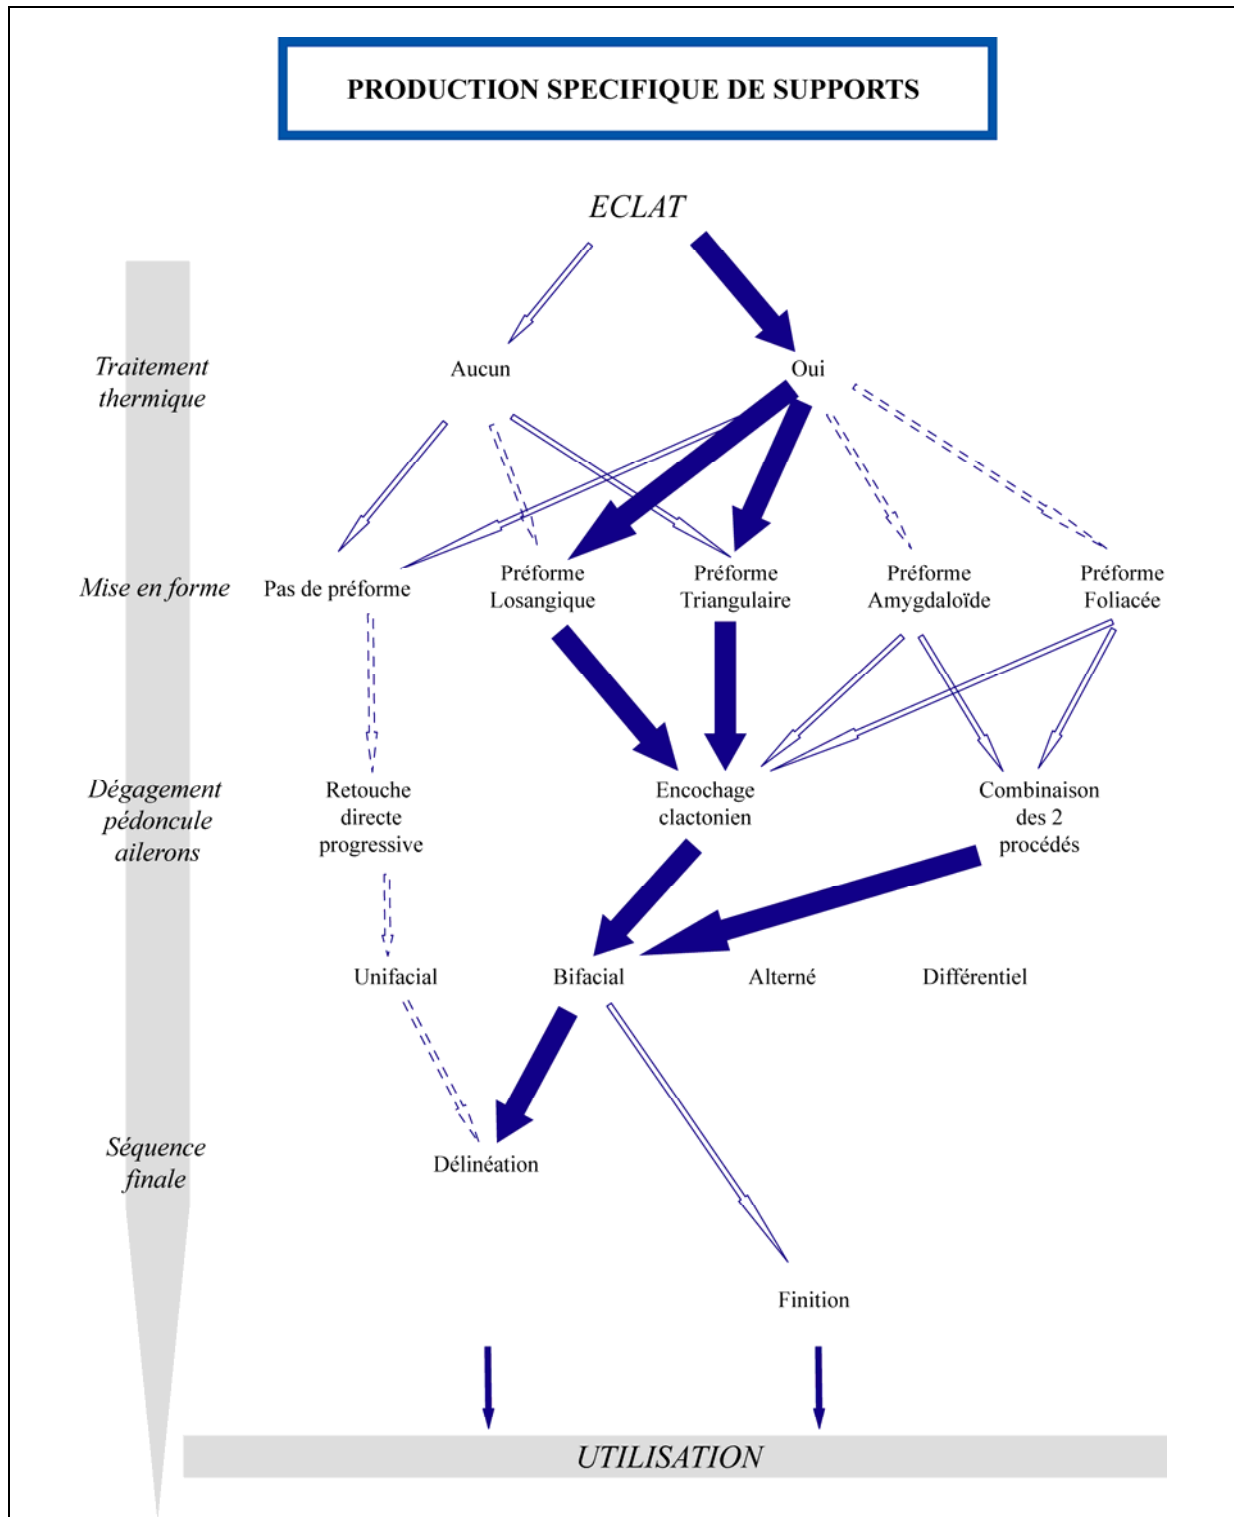 PRODUCTION SPECIFIQUE DE SUPPORTS
ECLAT
Traitement
thermique
Aucun
Oui
Mise en forme
Pas de préforme
Préforme
Losangique
Préforme
Triangulaire
Préforme
Amygdaloïde
Préforme
Foliacée
Dégagement
pédoncule
ailerons
Retouche
directe
progressive
Encochage
clactonien
Combinaison
des 2
procédés
Unifacial
Bifacial
Alterné
Différentiel
Séquence
finale
Délinéation
Finition
UTILISATION